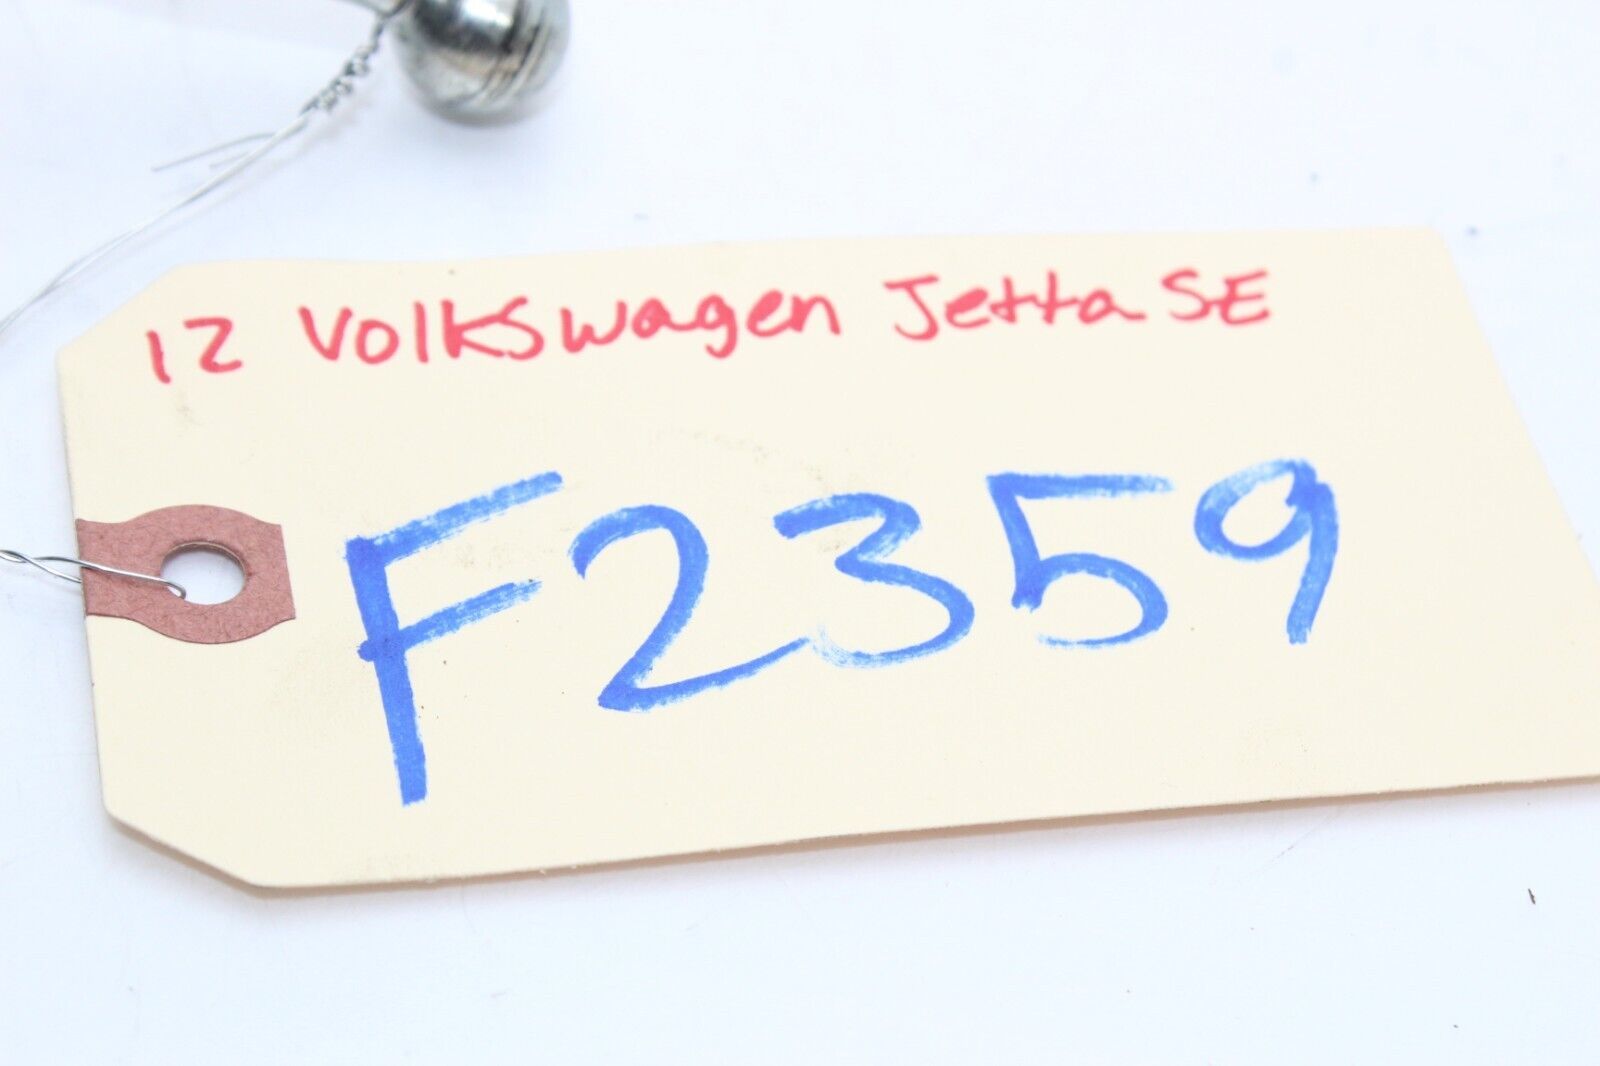 12 Volkswagen Jetta SE
F2359